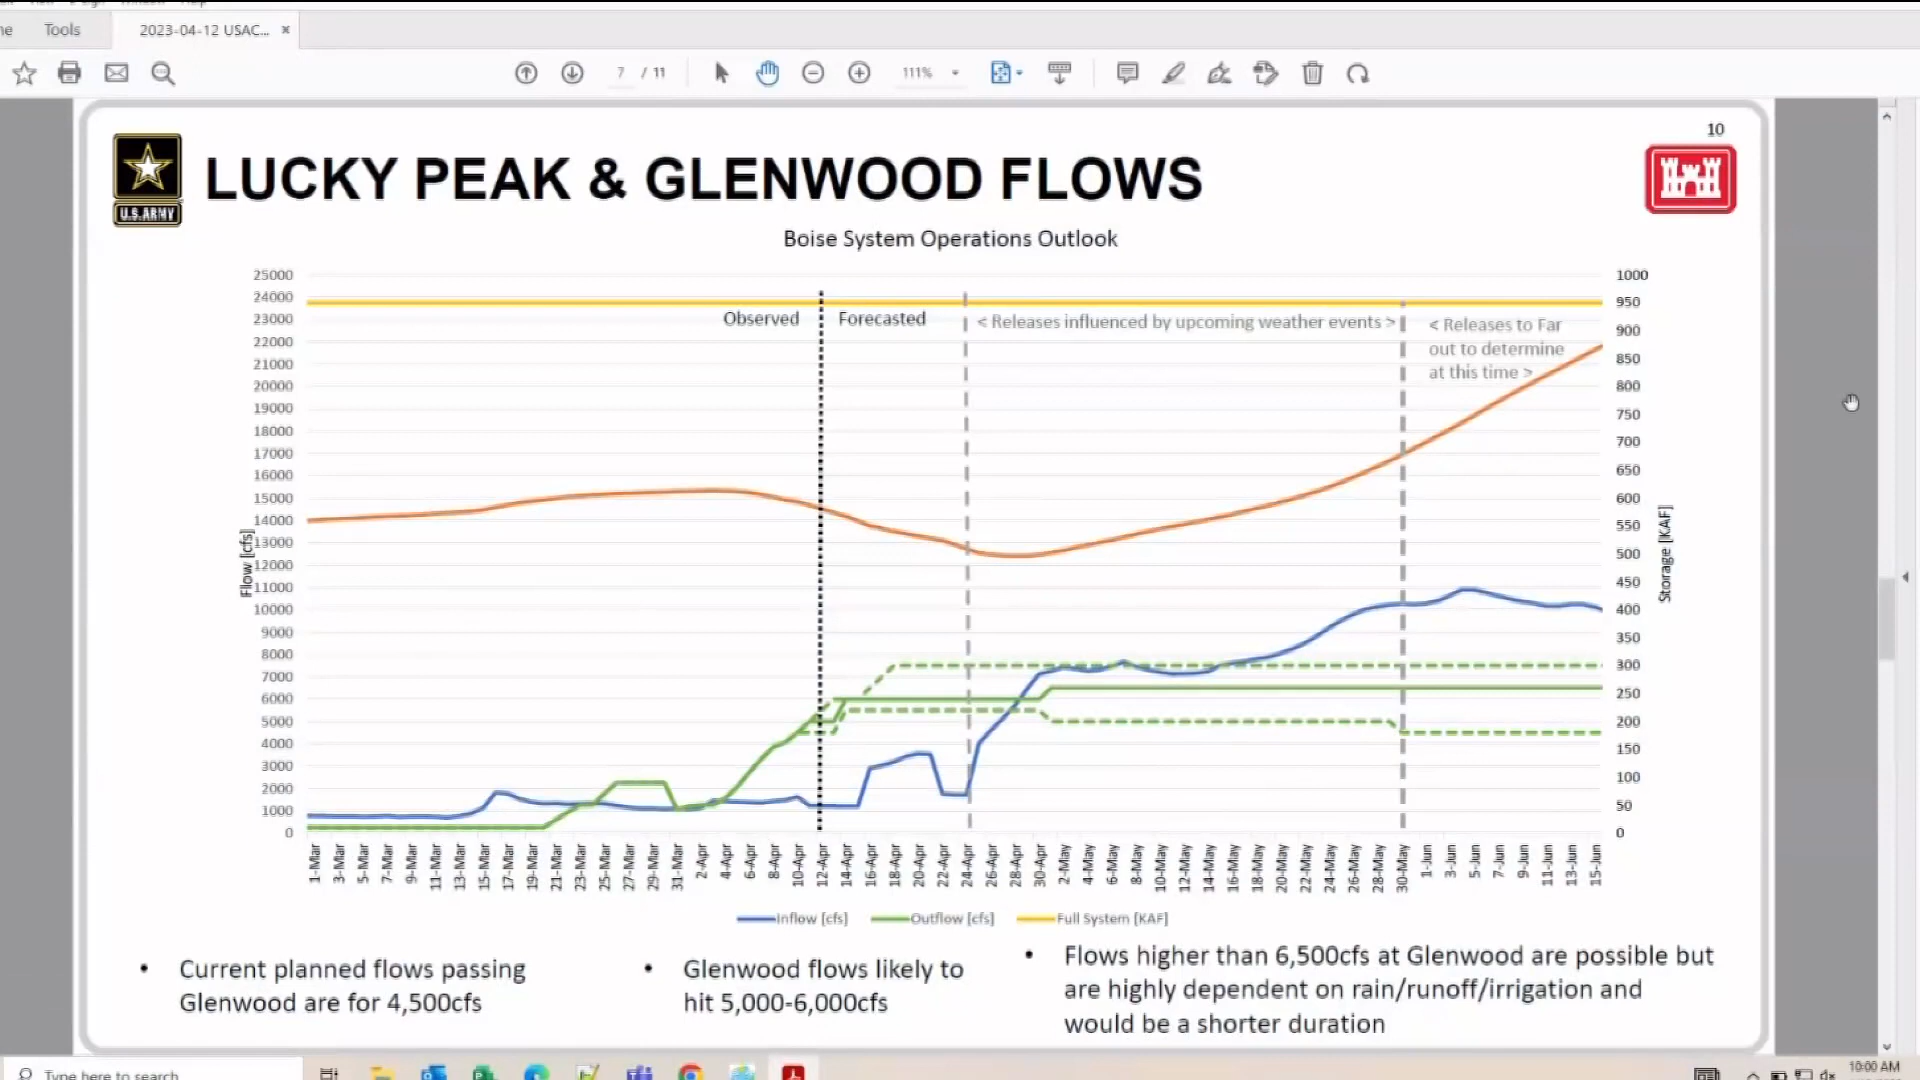 Tools
2023-04-12 USAC... ×
7 / 11
111%
10
U.S.ARMY
LUCKY PEAK & GLENWOOD FLOWS
Boise System Operations Outlook
25000
24000
23000
22000
21000
20000
19000
18000
17000
16000
15000
14000
13000
12000
11000
10000
9000
8000
7000
6000
5000
4000
3000
2000
1000
0
Flow [cfs]
Observed
Forecasted
< Releases influenced by upcoming weather events >
< Releases to Far
out to determine
at this time >
1000
950
900
850
800
750
700
650
600
550
500
450
400
350
300
250
200
150
100
50
0
Storage [KAF]
1-Mar
3-Mar
5-Mar
7-Mar
9-Mar
11-Mar
13-Mar
15-Mar
17-Mar
19-Mar
21-Mar
23-Mar
25-Mar
27-Mar
29-Mar
31-Mar
2-Apr
4-Apr
6-Apr
8-Apr
10-Apr
12-Apr
14-Apr
16-Apr
18-Apr
20-Apr
22-Apr
24-Apr
26-Apr
28-Apr
30-Apr
2-May
4-May
6-May
8-May
10-May
12-May
14-May
16-May
18-May
20-May
22-May
24-May
26-May
28-May
30-May
1-Jun
3-Jun
5-Jun
7-Jun
9-Jun
11-Jun
13-Jun
15-Jun
Inflow [cfs] Outflow [cfs] Full System [KAF]
• Current planned flows passing
Glenwood are for 4,500cfs
• Glenwood flows likely to
hit 5,000-6,000cfs
• Flows higher than 6,500cfs at Glenwood are possible but
are highly dependent on rain/runoff/irrigation and
would be a shorter duration
Type here to search
10:00 AM